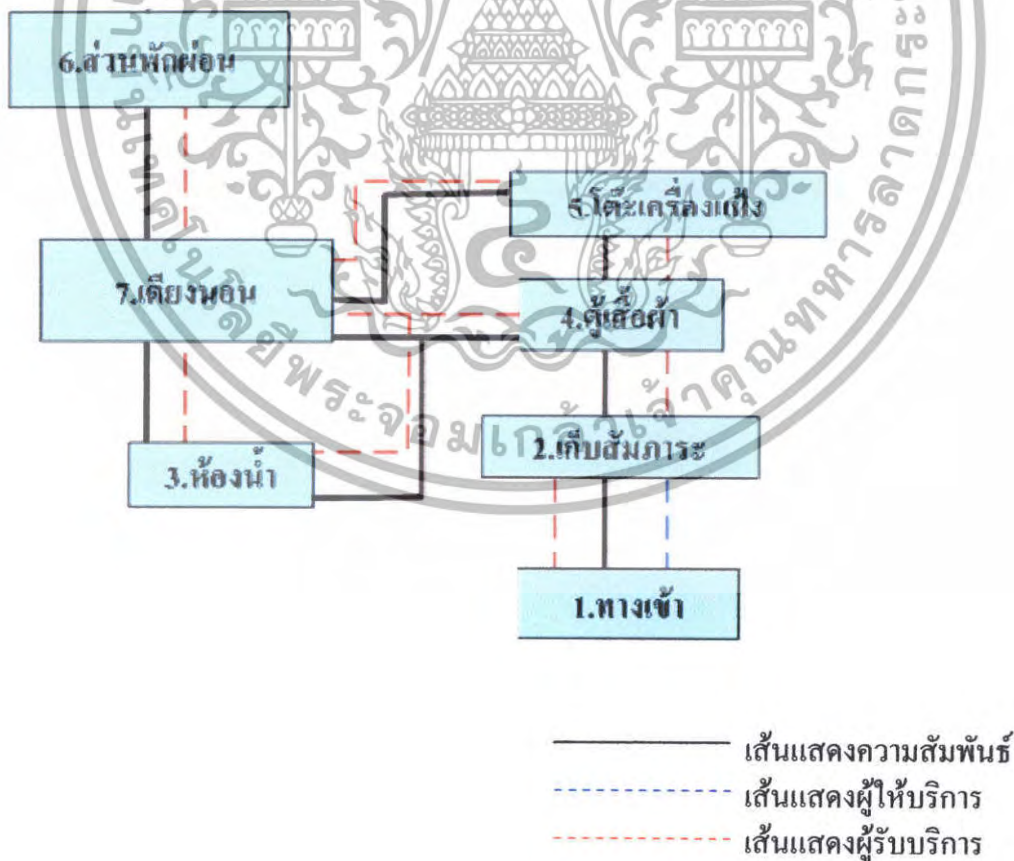 6.ส่วนพักผ่อน
5.โต๊ะเครื่องแป้ง
7.เตียงนอน
4.ตู้เสื้อผ้า
2.เก็บสัมภาระ
3.ห้องน้ำ
1.ทางเข้า
เส้นแสดงความสัมพันธ์
เส้นแสดงผู้ให้บริการ
เส้นแสดงผู้รับบริการ